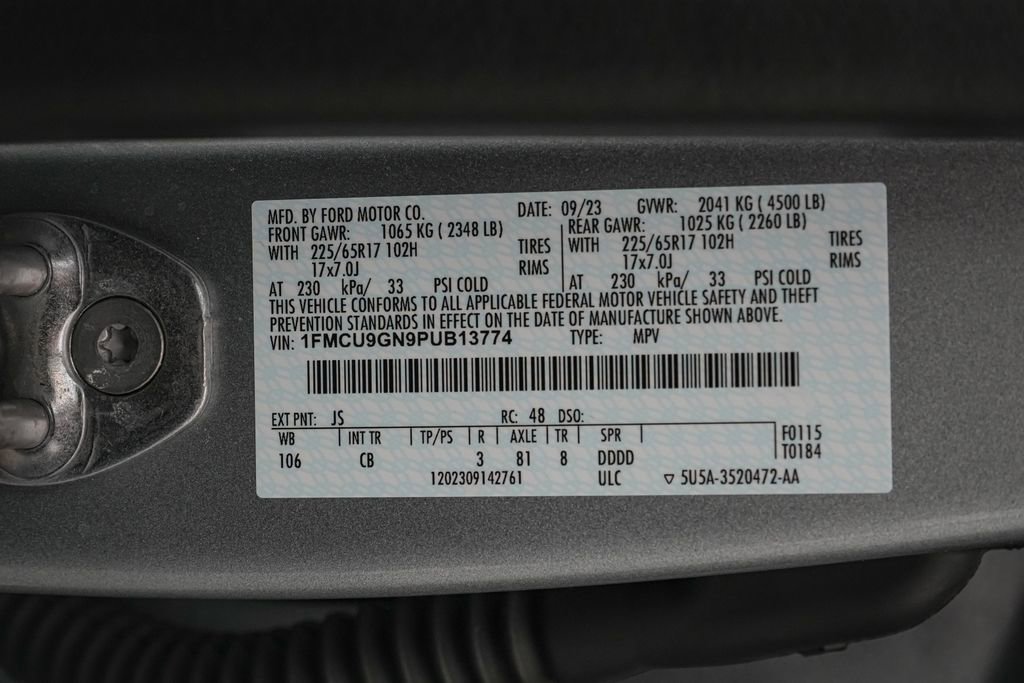 MFD. BY FORD MOTOR CO. DATE: 09/23 GVWR: 2041 KG ( 4500 LB)
FRONT GAWR: 1065 KG ( 2348 LB) REAR GAWR: 1025 KG ( 2260 LB)
WITH 225/65R17 102H TIRES WITH 225/65R17 102H TIRES
17x7.0J RIMS 17x7.0J RIMS
AT 230 kPa/ 33 PSI COLD AT 230 kPa/ 33 PSI COLD
THIS VEHICLE CONFORMS TO ALL APPLICABLE FEDERAL MOTOR VEHICLE SAFETY AND THEFT
PREVENTION STANDARDS IN EFFECT ON THE DATE OF MANUFACTURE SHOWN ABOVE.
VIN: 1FMCU9GN9PUB13774 TYPE: MPV
EXT PNT: JS RC: 48 DSO:
WB INT TR TP/PS R AXLE TR SPR F0115
106 CB 3 81 8 DDDD T0184
1202309142761 ULC ▽ 5U5A-3520472-AA